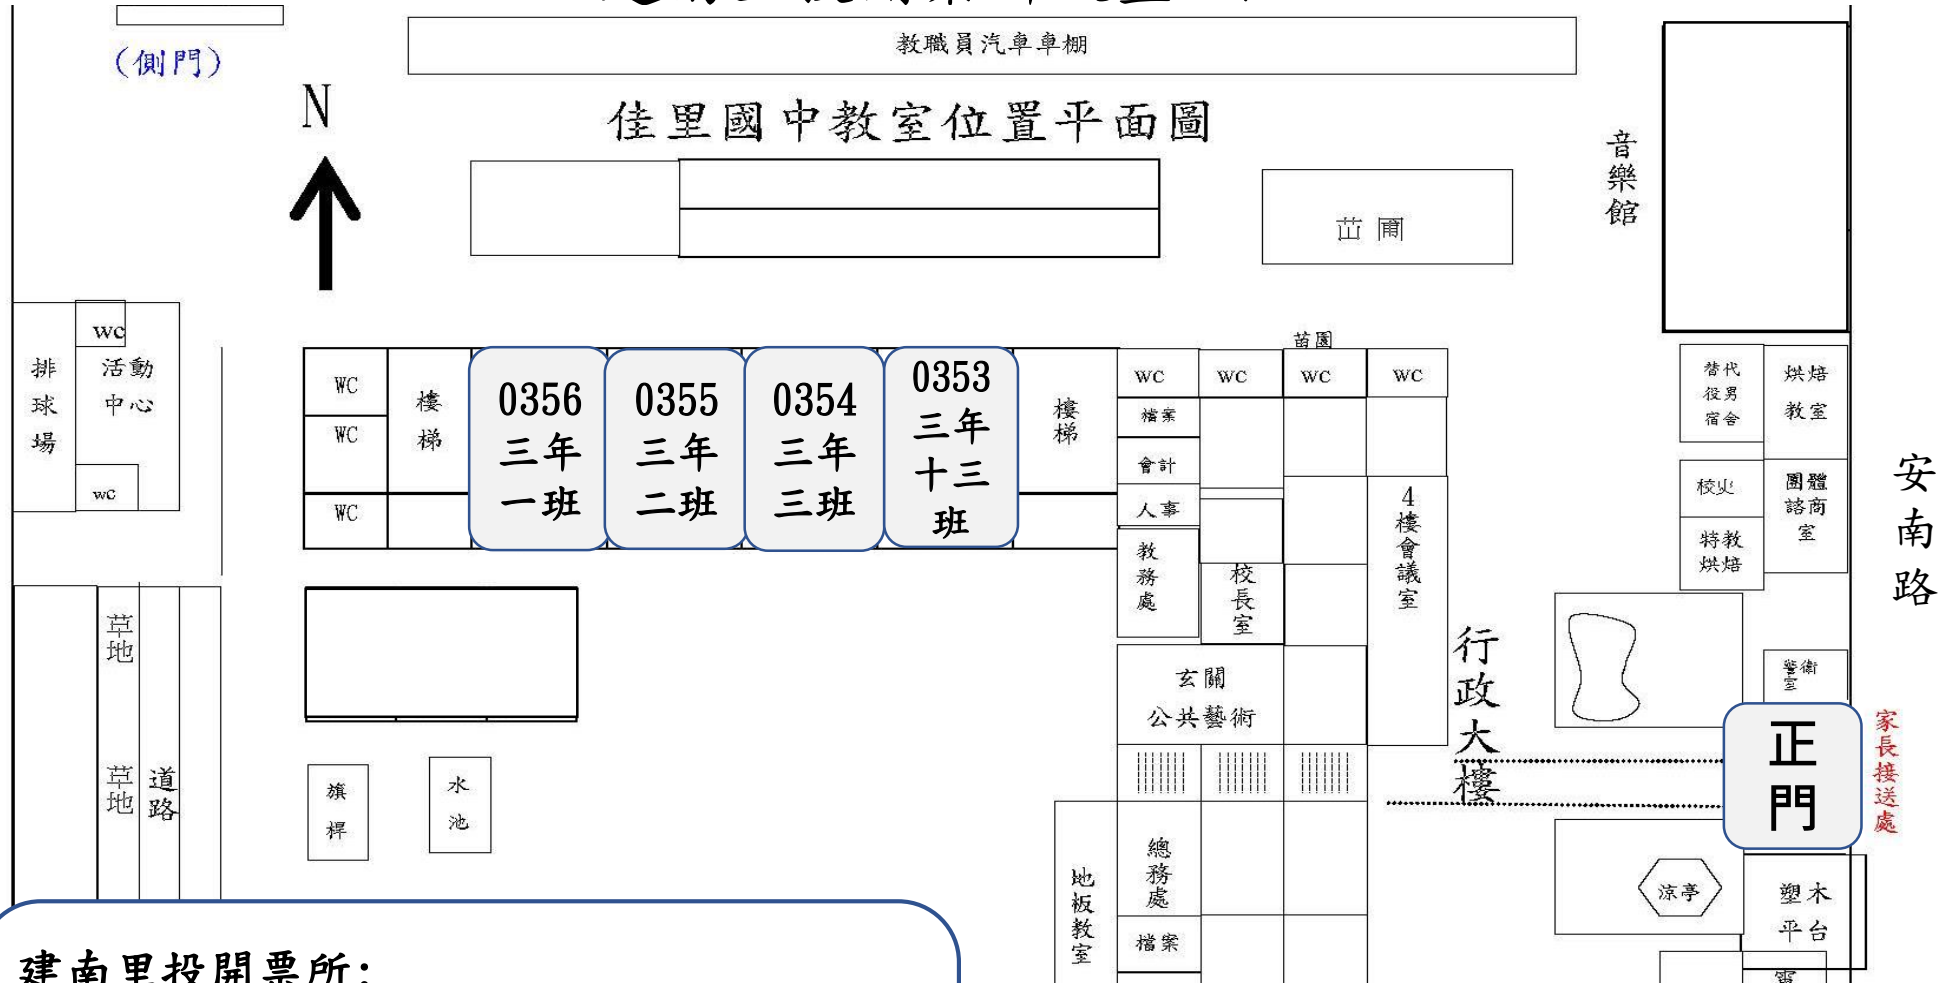 (側門)
教職員汽車車棚
N
佳里國中教室位置平面圖
音樂館
苗圃
苗園
排球場
wc
活動
中心
wc
WC
WC
WC
樓梯
0356
三年
一班
0355
三年
二班
0354
三年
三班
0353
三年
十三
班
樓梯
WC
WC
WC
WC
檔案
會計
人事
教務處
校長室
4樓會議室
替代
役男
宿舍
烘焙
教室
校史
團體
諮商
室
特教
烘焙
安南路
草地
草地
道路
旗桿
水池
玄關
公共藝術
行政大樓
警衛
室
正門
家長接送處
總務處
檔案
地板教室
涼亭
塑木
平台
建南里投開票所: